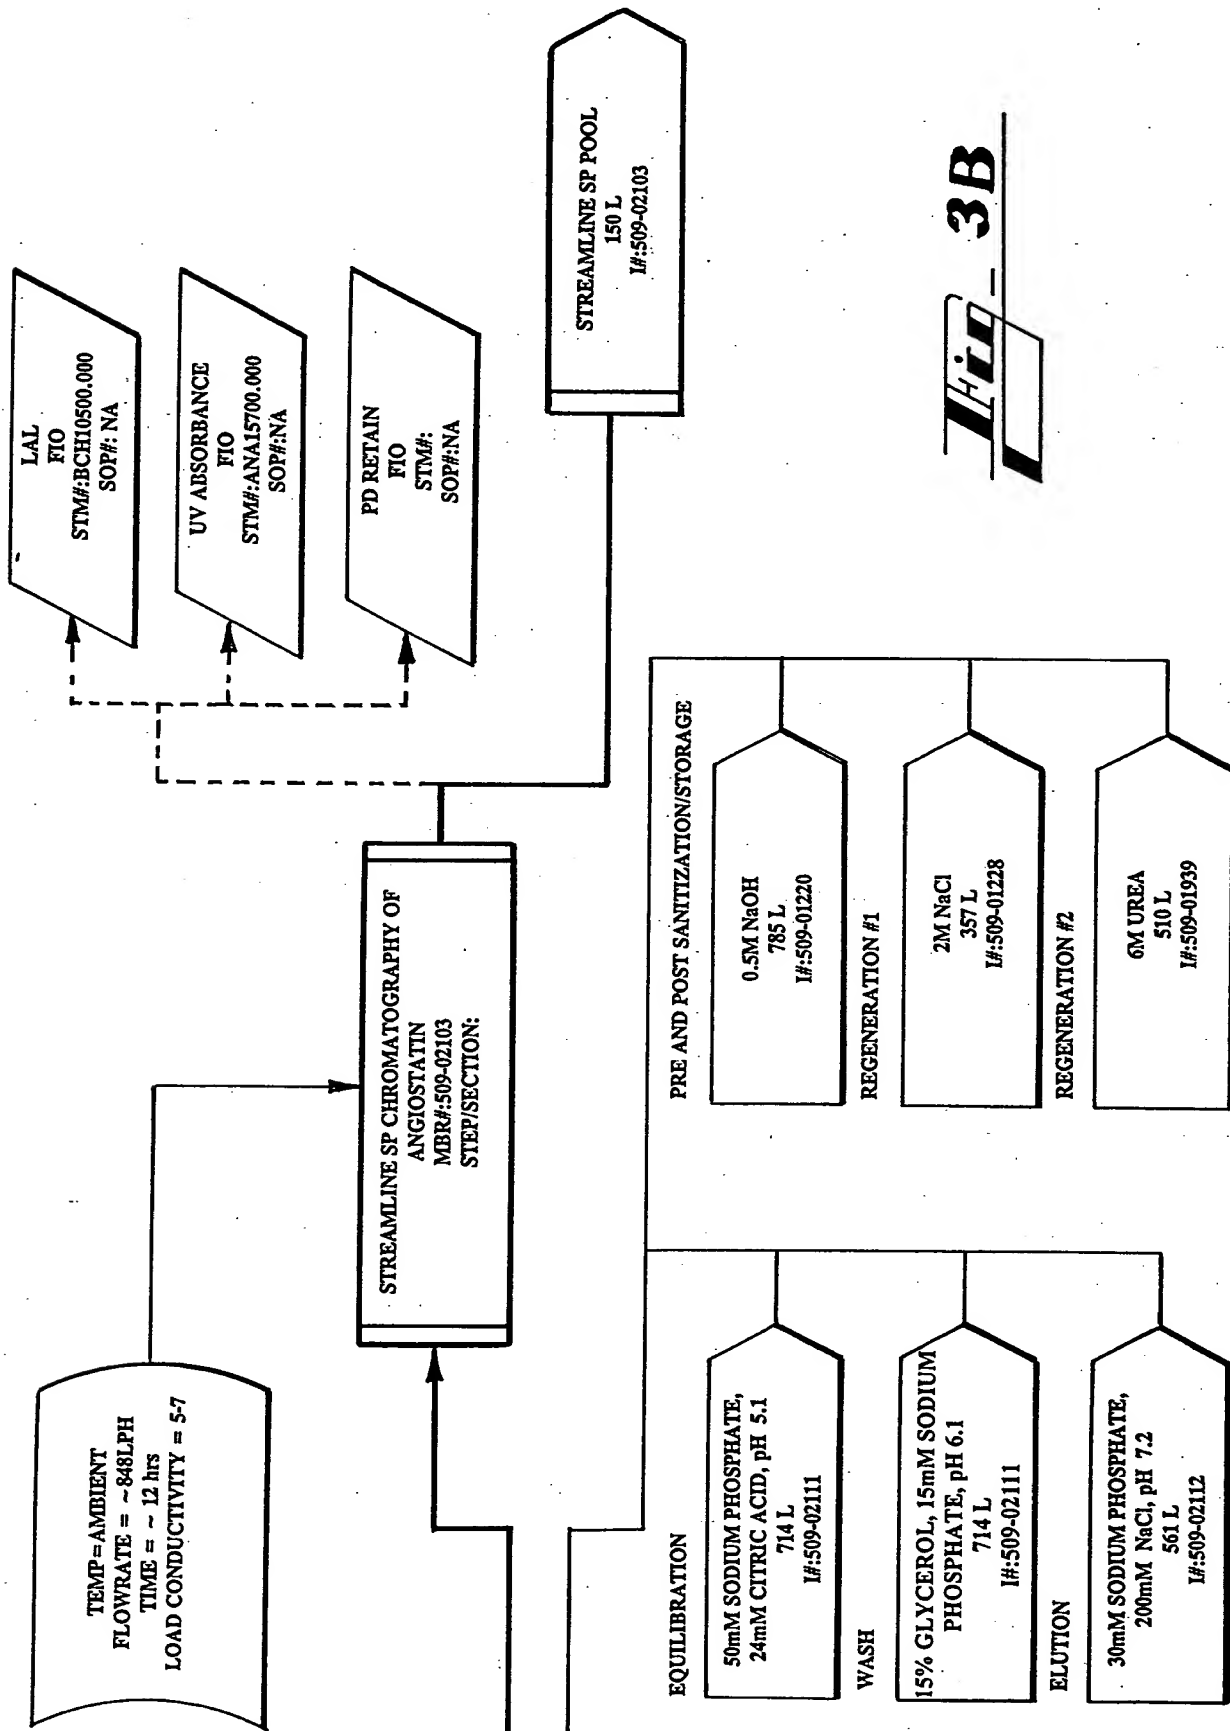 TEMP=AMBIENT
FLOWRATE = ~848LPH
TIME = ~ 12 hrs
LOAD CONDUCTIVITY = 5-7
STREAMLINE SP CHROMATOGRAPHY OF
ANGIOSTATIN
MBR#:509-02103
STEP/SECTION:
LAL
FIO
STM#:BCH10500.000
SOP#: NA
UV ABSORBANCE
FIO
STM#:ANA15700.000
SOP#:NA
PD RETAIN
FIO
STM#:
SOP#:NA
STREAMLINE SP POOL
150 L
I#:509-02103
EQUILIBRATION
50mM SODIUM PHOSPHATE,
24mM CITRIC ACID, pH 5.1
714 L
I#:509-02111
WASH
15% GLYCEROL, 15mM SODIUM
PHOSPHATE, pH 6.1
714 L
I#:509-02111
ELUTION
30mM SODIUM PHOSPHATE,
200mM NaCl, pH 7.2
561 L
I#:509-02112
PRE AND POST SANITIZATION/STORAGE
0.5M NaOH
785 L
I#:509-01220
REGENERATION #1
2M NaCl
357 L
I#:509-01228
REGENERATION #2
6M UREA
510 L
I#:509-01939
Fig_ 3B